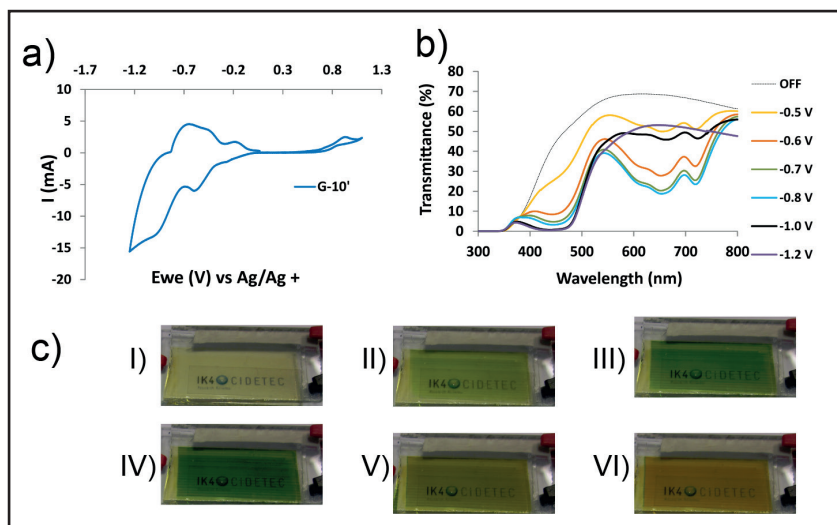 a)
-1.7 -1.2 -0.7 -0.2 0.3 0.8 1.3
10
5
0
-5
-10
-15
-20
I (mA)
G-10'
Ewe (V) vs Ag/Ag +
b)
80
70
60
50
40
30
20
10
0
300 400 500 600 700 800
Transmittance (%)
Wavelength (nm)
OFF
-0.5 V
-0.6 V
-0.7 V
-0.8 V
-1.0 V
-1.2 V
c)
I)
IK4 CIDETEC
II)
IK4 CIDETEC
III)
IK4 CIDETEC
IV)
IK4 CIDETEC
V)
IK4 CIDETEC
VI)
IK4 CIDETEC